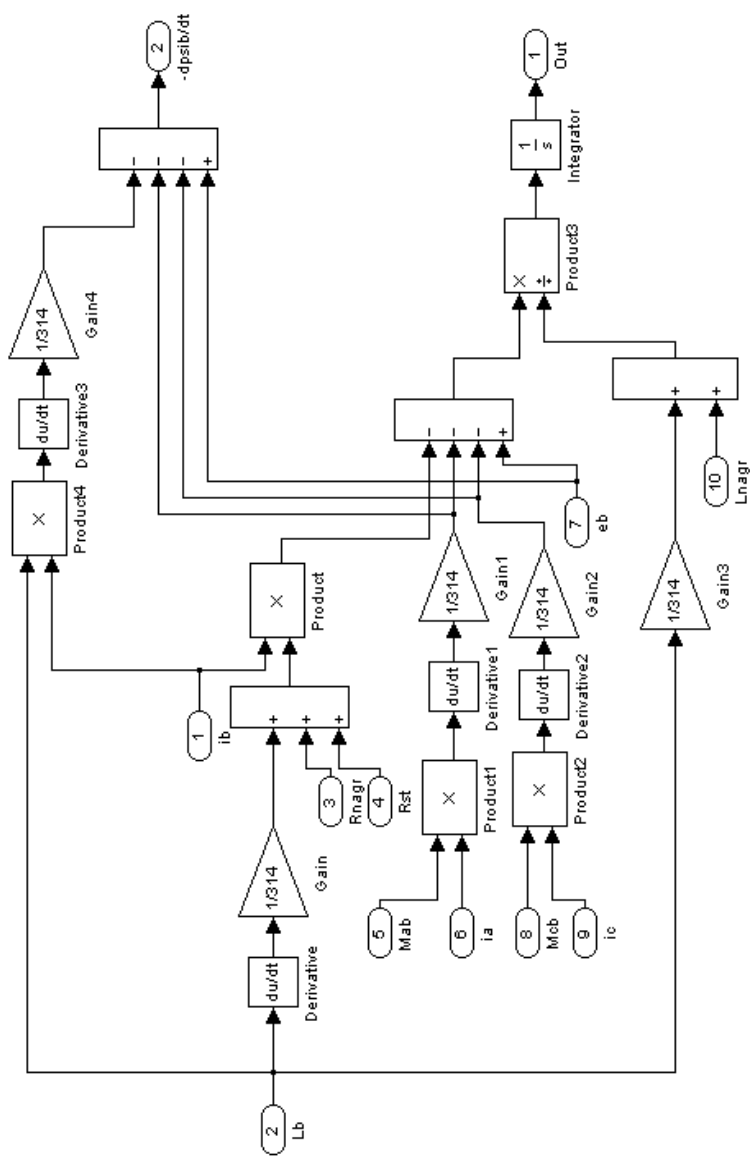 ×
Product4
du/dt
Derivative3
1/314
Gain4
−
−
−
+
2
-dpsib/dt
1
ib
2
Lb
du/dt
Derivative
1/314
Gain
+
+
+
×
Product
3
Rnagr
4
Rst
5
Mab
6
ia
×
Product1
du/dt
Derivative1
1/314
Gain1
8
Mcb
9
ic
×
Product2
du/dt
Derivative2
1/314
Gain2
−
−
−
+
7
eb
×
÷
Product3
1
s
Integrator
1
Out
1/314
Gain3
+
+
10
Lnagr